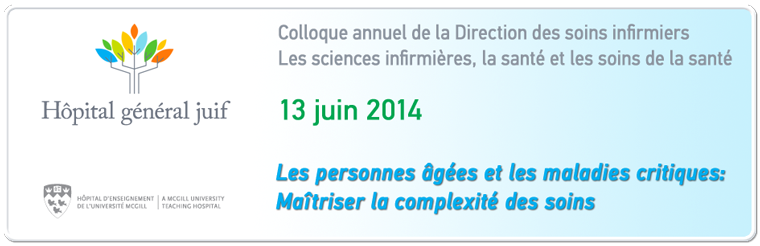 Hôpital général juif
HÔPITAL D'ENSEIGNEMENT
DE L'UNIVERSITÉ MCGILL
A MCGILL UNIVERSITY
TEACHING HOSPITAL
Colloque annuel de la Direction des soins infirmiers
Les sciences infirmières, la santé et les soins de la santé
13 juin 2014
Les personnes âgées et les maladies critiques:
Maîtriser la complexité des soins